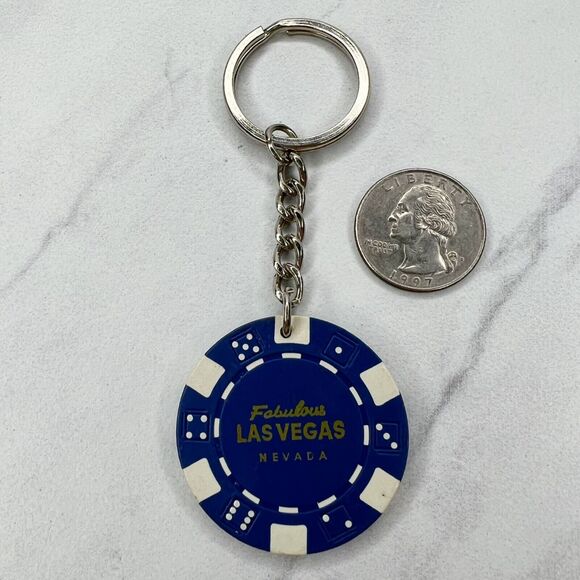 LIBERTY
IN GOD WE
TRUST
1997
Fabulous
LAS VEGAS
NEVADA